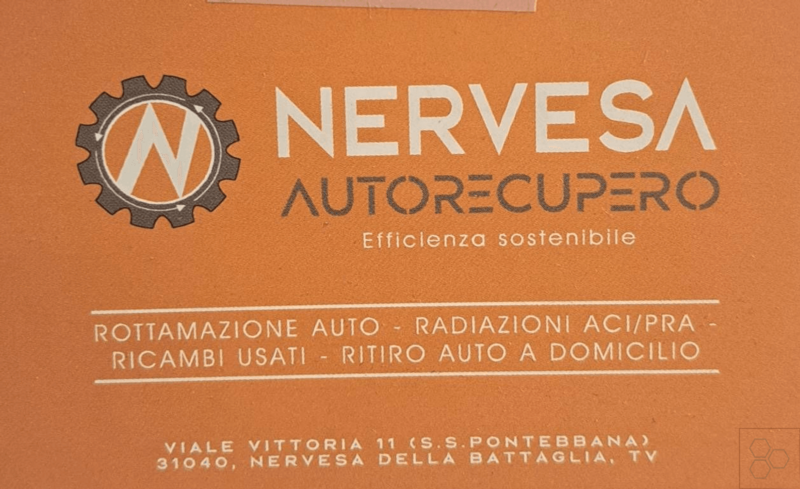 N
NERVESA
AUTORECUPERO
Efficienza sostenibile
ROTTAMAZIONE AUTO - RADIAZIONI ACI/PRA -
RICAMBI USATI - RITIRO AUTO A DOMICILIO
VIALE VITTORIA 11 (S.S.PONTEBBANA)
31040, NERVESA DELLA BATTAGLIA, TV